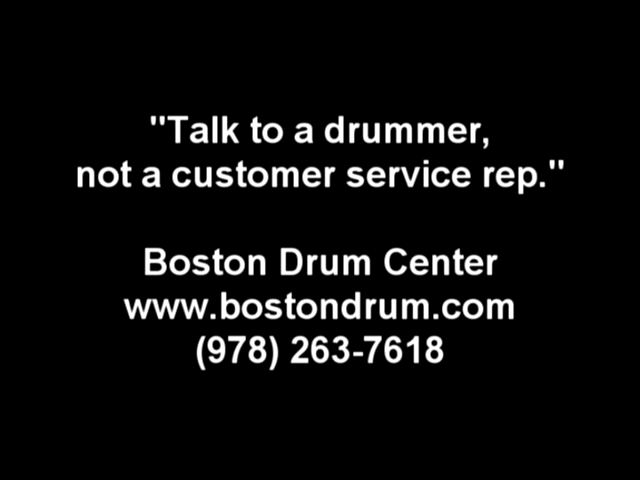 "Talk to a drummer,
not a customer service rep."
Boston Drum Center
www.bostondrum.com
(978) 263-7618